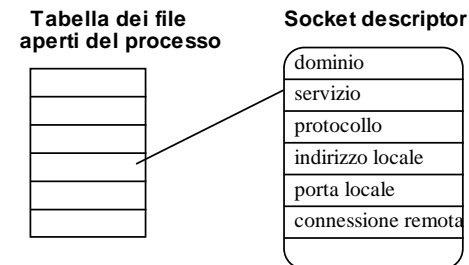 Tabella dei file
aperti del processo
Socket descriptor
dominio
servizio
protocollo
indirizzo locale
porta locale
connessione remota